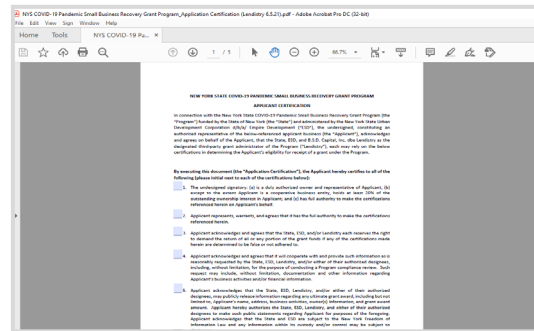 NYS COVID-19 Pandemic Small Business Recovery Grant Program_Application Certification (Lendistry 6.5.21).pdf - Adobe Acrobat Pro DC (32-bit)
File Edit View Sign Window Help
Home Tools NYS COVID-19 Pa... ×
1 / 5 66.7%
NEW YORK STATE COVID-19 PANDEMIC SMALL BUSINESS RECOVERY GRANT PROGRAM
APPLICANT CERTIFICATION
In connection with the New York State COVID-19 Pandemic Small Business Recovery Grant Program (the
"Program") funded by the State of New York (the "State") and administered by the New York State Urban
Development Corporation d/b/a/ Empire Development ("ESD"), the undersigned, constituting an
authorized representative of the below-referenced applicant business (the "Applicant"), acknowledges
and agrees on behalf of the Applicant, that the State, ESD, and B.S.D. Capital, Inc. dba Lendistry as the
designated third-party grant administrator of the Program ("Lendistry"), each may rely on the below
certifications in determining the Applicant's eligibility for receipt of a grant under the Program.
By executing this document (the "Application Certification"), the Applicant hereby certifies to all of the
following (please initial next to each of the certifications below):
1. The undersigned signatory: (a) is a duly authorized owner and representative of Applicant, (b)
except to the extent Applicant is a cooperative business entity, holds at least 20% of the
outstanding ownership interest in Applicant; and (c) has full authority to make the certifications
referenced herein on Applicant's behalf
2. Applicant represents, warrants, and agrees that it has the full authority to make the certifications
referenced herein.
3. Applicant acknowledges and agrees that the State, ESD, and/or Lendistry each reserves the right
to demand the return of all or any portion of the grant funds if any of the certifications made
herein are determined to be false or not adhered to.
4. Applicant acknowledges and agrees that it will cooperate with and provide such information as is
reasonably requested by the State, ESD, Lendistry, and/or either of their authorized designees,
including, without limitation, for the purpose of conducting a Program compliance review. Such
request may include, without limitation, documentation and other information regarding
Applicant's business activities and/or financial information.
5. Applicant acknowledges that the State, ESD, Lendistry, and/or either of their authorized
designees, may publicly release information regarding any ultimate grant award, including but not
limited to, Applicant's name, address, business activities, owner(s) information, and grant award
amount. Applicant hereby authorizes the State, ESD, Lendistry, and either of their authorized
designees to make such public statements regarding Applicant for purposes of the foregoing.
Applicant acknowledges that the State and ESD are subject to the New York Freedom of
Information Law and any information within its custody and/or control may be subject to